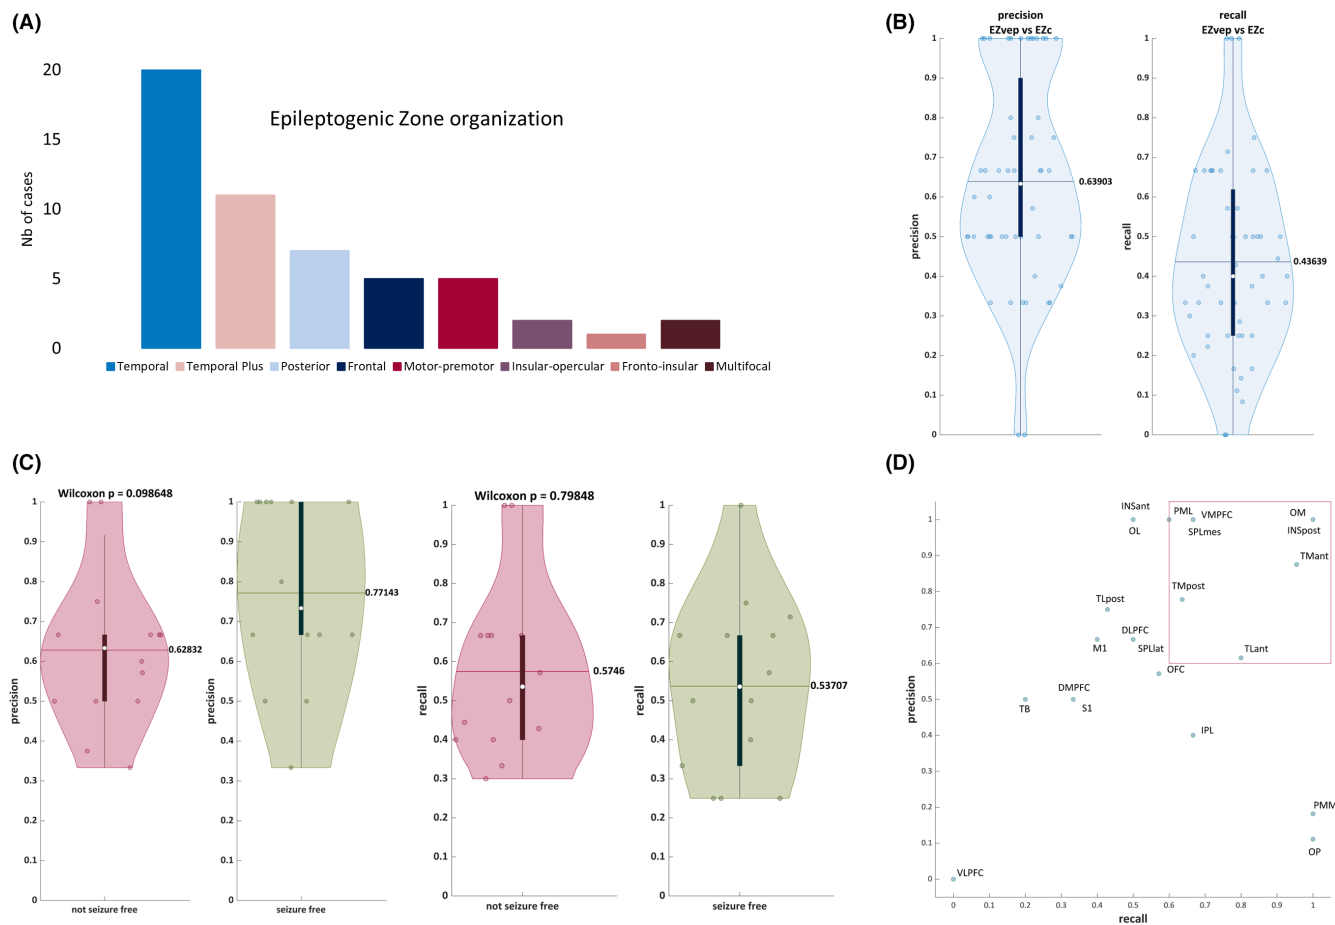 (A)
Epileptogenic Zone organization
Nb of cases
20
15
10
5
0
Temporal Temporal Plus Posterior Frontal Motor-premotor Insular-opercular Fronto-insular Multifocal
(B)
precision
EZvep vs EZc
precision
1
0.9
0.8
0.7
0.6
0.5
0.4
0.3
0.2
0.1
0
0.63903
recall
EZvep vs EZc
recall
1
0.9
0.8
0.7
0.6
0.5
0.4
0.3
0.2
0.1
0
0.43639
(C)
Wilcoxon p = 0.098648
precision
1
0.9
0.8
0.7
0.6
0.5
0.4
0.3
0.2
0.1
0
0.62832
not seizure free
precision
1
0.9
0.8
0.7
0.6
0.5
0.4
0.3
0.2
0.1
0
0.77143
seizure free
Wilcoxon p = 0.79848
recall
1
0.9
0.8
0.7
0.6
0.5
0.4
0.3
0.2
0.1
0
0.5746
not seizure free
recall
1
0.9
0.8
0.7
0.6
0.5
0.4
0.3
0.2
0.1
0
0.53707
seizure free
(D)
precision
1
0.9
0.8
0.7
0.6
0.5
0.4
0.3
0.2
0.1
0
INSant
OL
PML
VMPFC
SPLmes
OM
INSpost
TMant
TMpost
TLpost
DLPFC
M1
SPLlat
TLant
OFC
DMPFC
TB
S1
IPL
PMM
OP
VLPFC
0 0.1 0.2 0.3 0.4 0.5 0.6 0.7 0.8 0.9 1
recall